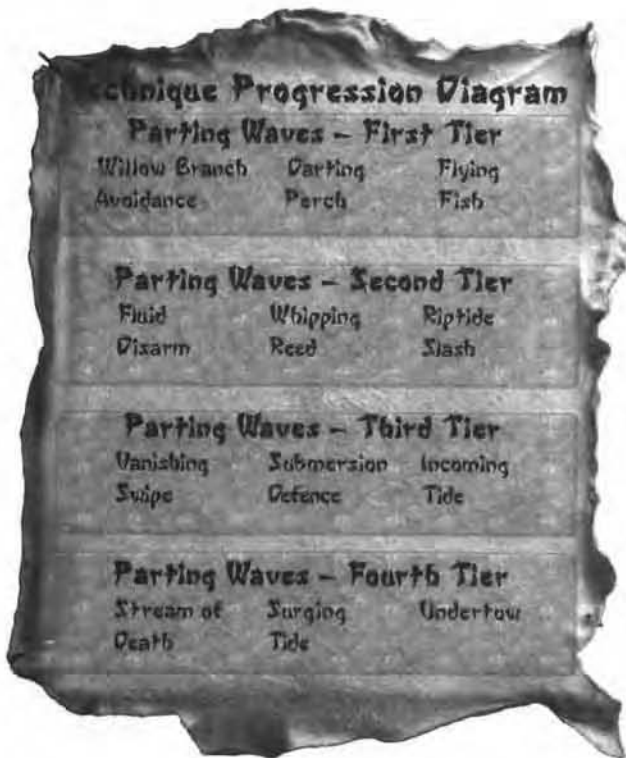 Technique Progression Diagram
Parting Waves – First Tier
Willow Branch Darting Flying
Avoidance Perch Fish
Parting Waves – Second Tier
Fluid Whipping Riptide
Disarm Reed Slash
Parting Waves – Third Tier
Vanishing Submersion Incoming
Swipe Defence Tide
Parting Waves – Fourth Tier
Stream of Surging Undertow
Death Tide